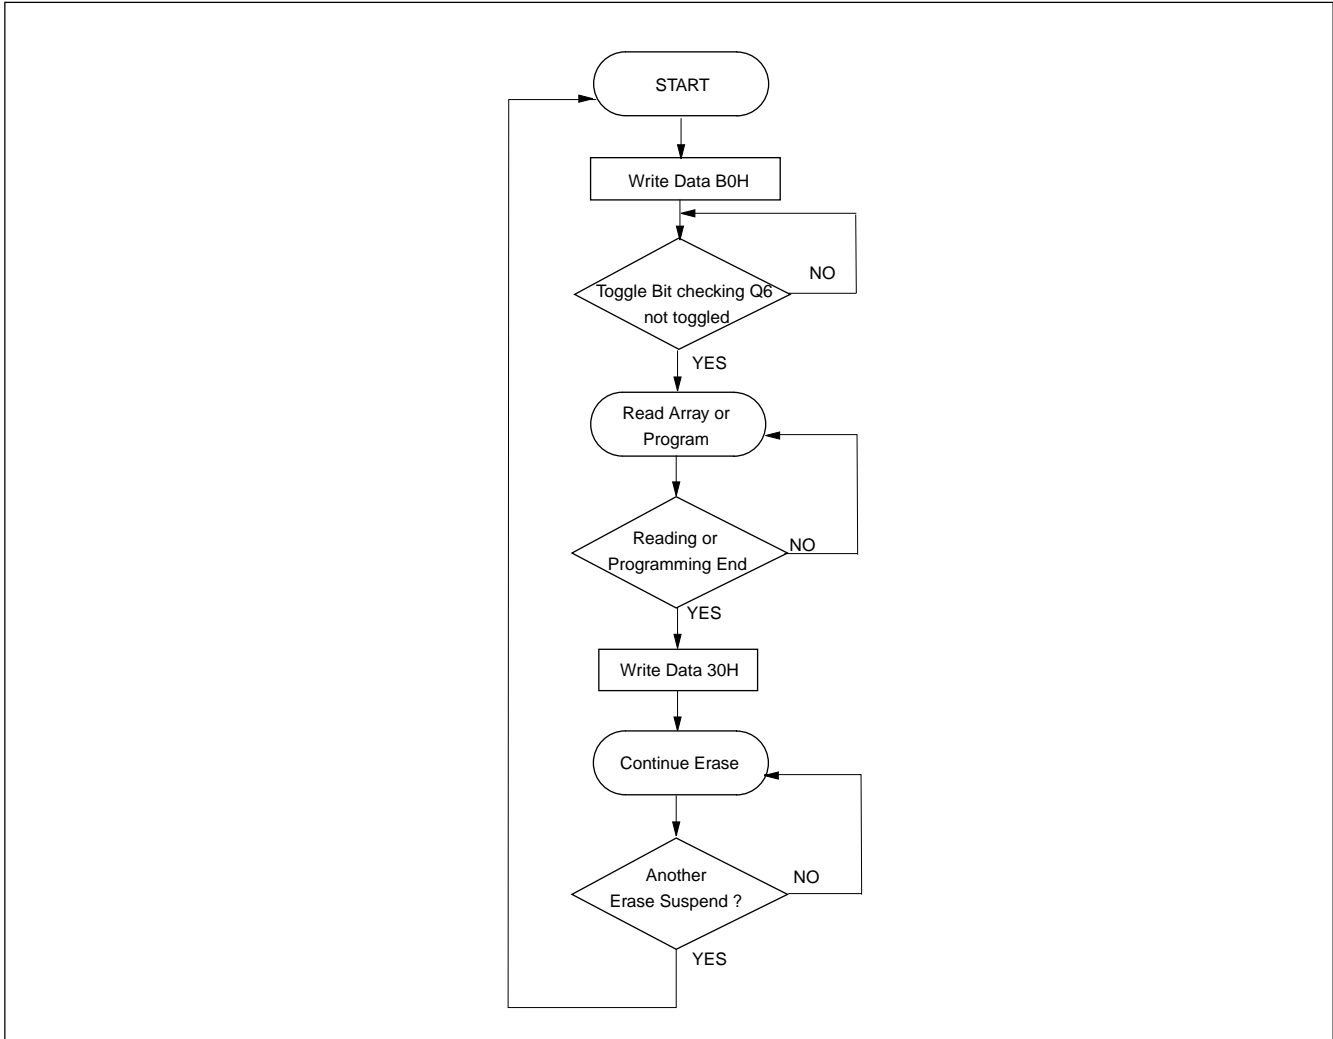 START
Write Data B0H
NO
Toggle Bit checking Q6
not toggled
YES
Read Array or
Program
Reading or
NO
Programming End
YES
Write Data 30H
Continue Erase
Another
NO
Erase Suspend ?
YES